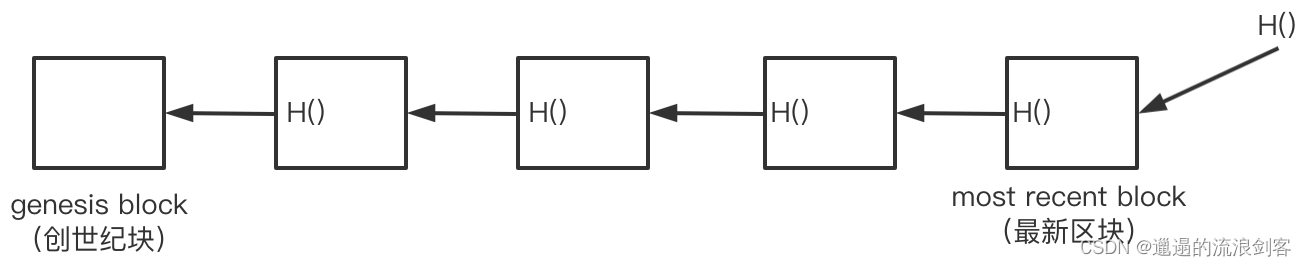 H()
H()
H()
H()
H()
genesis block
（创世纪块）
most recent block
（最新区块）
CSDN @邋遢的流浪剑客